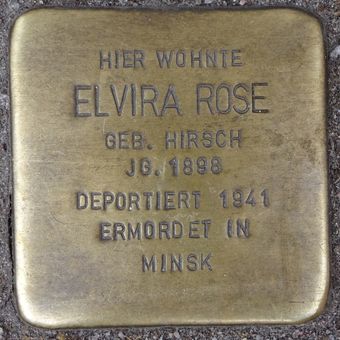 HIER WOHNTE
ELVIRA ROSE
GEB. HIRSCH
JG. 1898
DEPORTIERT 1941
ERMORDET IN
MINSK